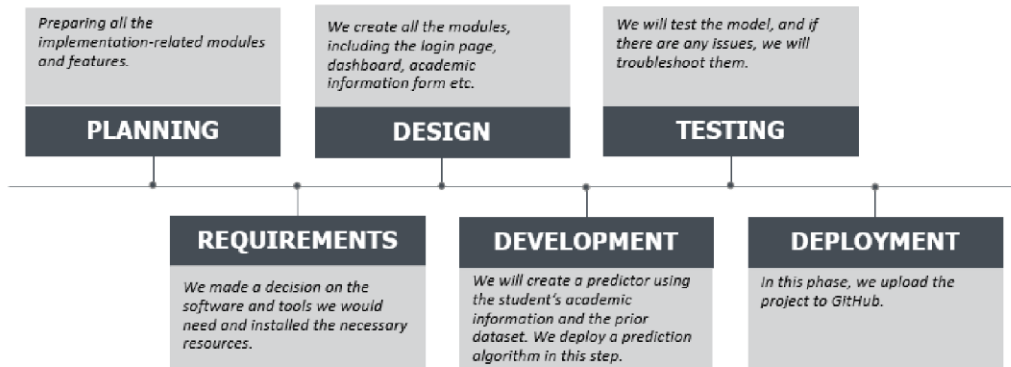 Preparing all the
implementation-related modules
and features.
PLANNING
We create all the modules,
including the login page,
dashboard, academic
information form etc.
DESIGN
We will test the model, and if
there are any issues, we will
troubleshoot them.
TESTING
REQUIREMENTS
We made a decision on the
software and tools we would
need and installed the necessary
resources.
DEVELOPMENT
We will create a predictor using
the student's academic
information and the prior
dataset. We deploy a prediction
algorithm in this step.
DEPLOYMENT
In this phase, we upload the
project to GitHub.